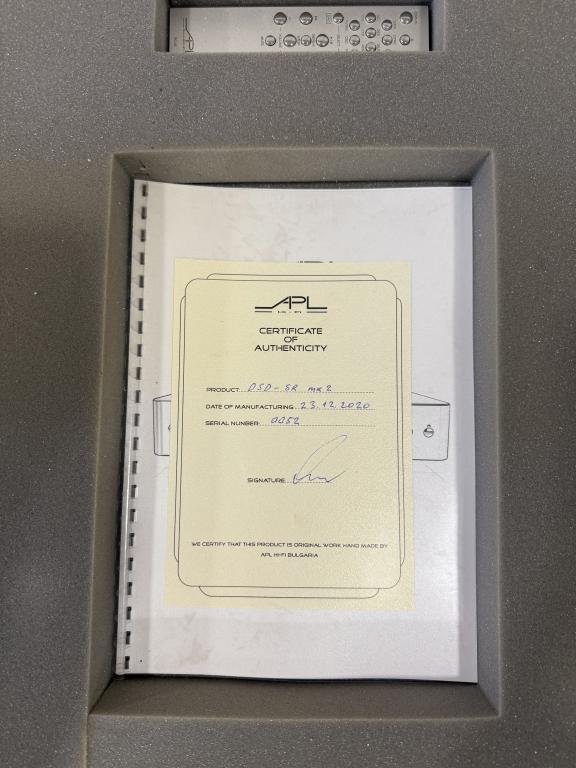 APL
APL
HI-FI
CERTIFICATE
OF
AUTHENTICITY
PRODUCT: DSD-SR MK2
DATE OF MANUFACTURING: 23.12.2020
SERIAL NUMBER: 0052
SIGNATURE
WE CERTIFY THAT THIS PRODUCT IS ORIGINAL WORK HAND MADE BY
APL HI-FI BULGARIA